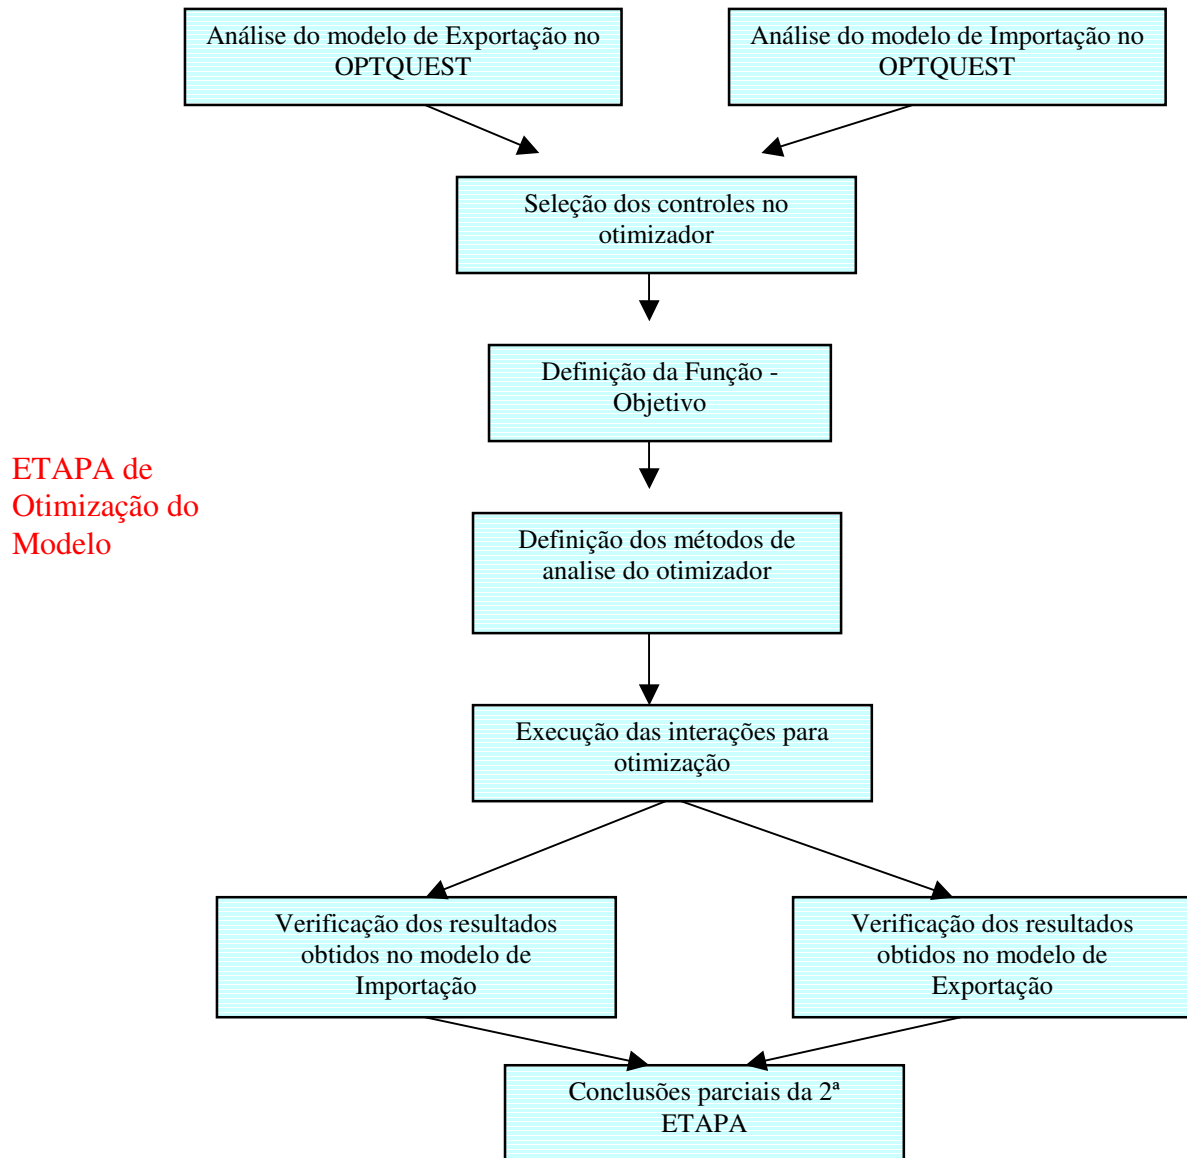 Análise do modelo de Exportação no
OPTQUEST
Análise do modelo de Importação no
OPTQUEST
Seleção dos controles no
otimizador
Definição da Função -
Objetivo
ETAPA de
Otimização do
Modelo
Definição dos métodos de
analise do otimizador
Execução das interações para
otimização
Verificação dos resultados
obtidos no modelo de
Importação
Verificação dos resultados
obtidos no modelo de
Exportação
Conclusões parciais da 2ª
ETAPA